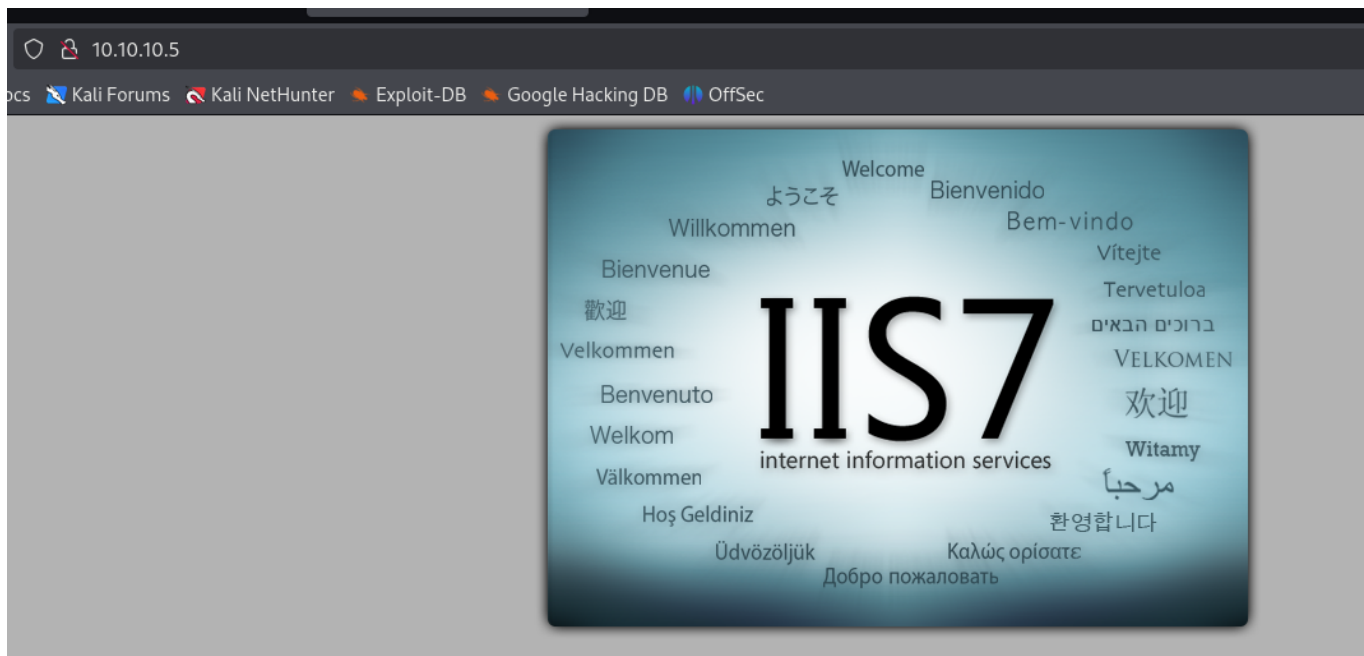 10.10.10.5
ocs Kali Forums Kali NetHunter Exploit-DB Google Hacking DB OffSec
Welcome
ようこそ
Bienvenido
Willkommen
Bem-vindo
Vítejte
Bienvenue
Tervetuloa
歡迎
ברוכים הבאים
Velkommen
VELKOMEN
Benvenuto
欢迎
IIS7
internet information services
Welkom
Witamy
Välkommen
مرحباً
Hoş Geldiniz
환영합니다
Üdvözöljük
Καλώς ορίσατε
Добро пожаловать